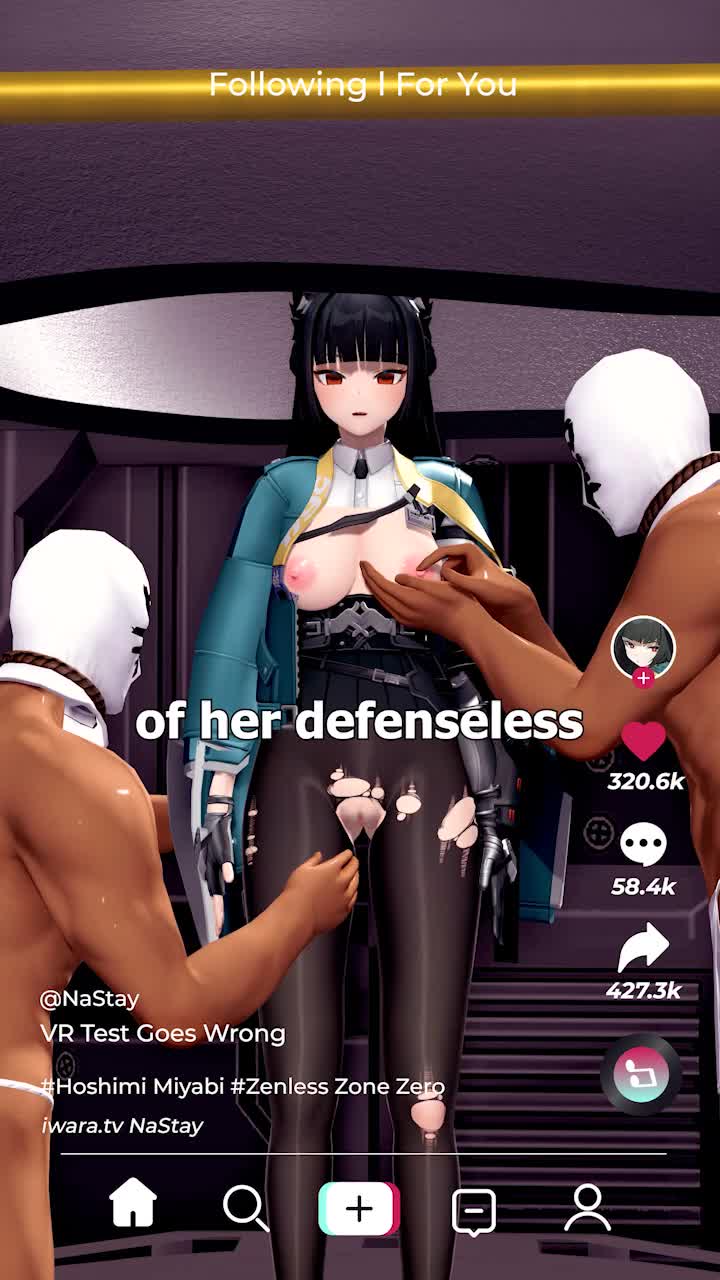 Following | For You
of her defenseless
320.6k
58.4k
427.3k
@NaStay
VR Test Goes Wrong
#Hoshimi Miyabi #Zenless Zone Zero
iwara.tv NaStay